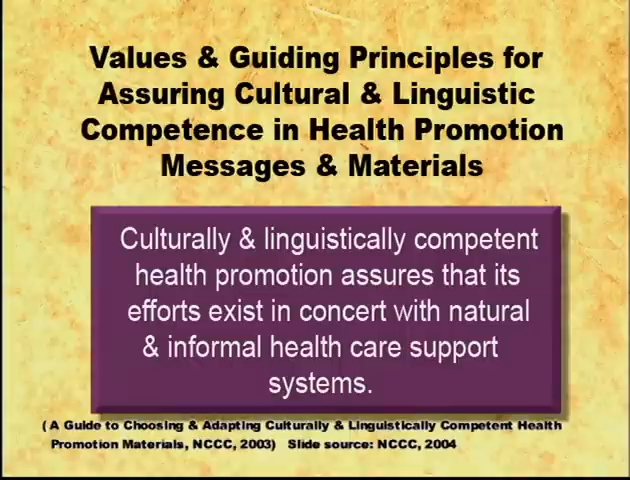 Values & Guiding Principles for
Assuring Cultural & Linguistic
Competence in Health Promotion
Messages & Materials
Culturally & linguistically competent
health promotion assures that its
efforts exist in concert with natural
& informal health care support
systems.
( A Guide to Choosing & Adapting Culturally & Linguistically Competent Health
Promotion Materials, NCCC, 2003) Slide source: NCCC, 2004